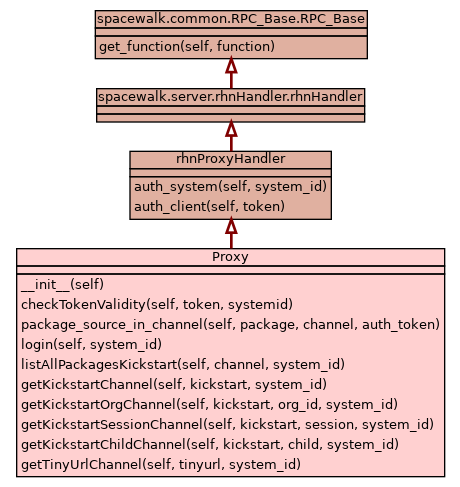 spacewalk.common.RPC_Base.RPC_Base
get_function(self, function)
spacewalk.server.rhnHandler.rhnHandler
rhnProxyHandler
auth_system(self, system_id)
auth_client(self, token)
Proxy
__init__(self)
checkTokenValidity(self, token, systemid)
package_source_in_channel(self, package, channel, auth_token)
login(self, system_id)
listAllPackagesKickstart(self, channel, system_id)
getKickstartChannel(self, kickstart, system_id)
getKickstartOrgChannel(self, kickstart, org_id, system_id)
getKickstartSessionChannel(self, kickstart, session, system_id)
getKickstartChildChannel(self, kickstart, child, system_id)
getTinyUrlChannel(self, tinyurl, system_id)